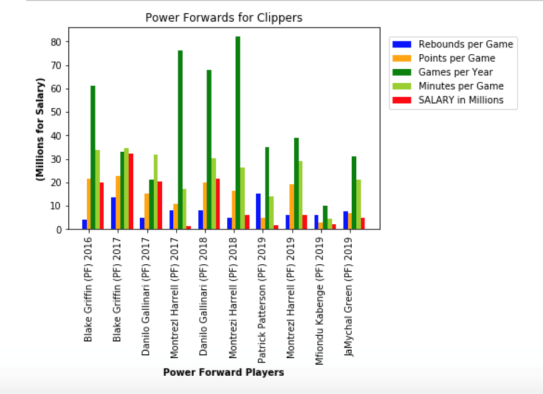 Power Forwards for Clippers
(Millions for Salary)
80
70
60
50
40
30
20
10
0
Rebounds per Game
Points per Game
Games per Year
Minutes per Game
SALARY in Millions
Blake Griffin (PF) 2016
Blake Griffin (PF) 2017
Danilo Gallinari (PF) 2017
Montrezl Harrell (PF) 2017
Danilo Gallinari (PF) 2018
Montrezl Harrell (PF) 2018
Patrick Patterson (PF) 2019
Montrezl Harrell (PF) 2019
Mfiondu Kabenge (PF) 2019
JaMychal Green (PF) 2019
Power Forward Players